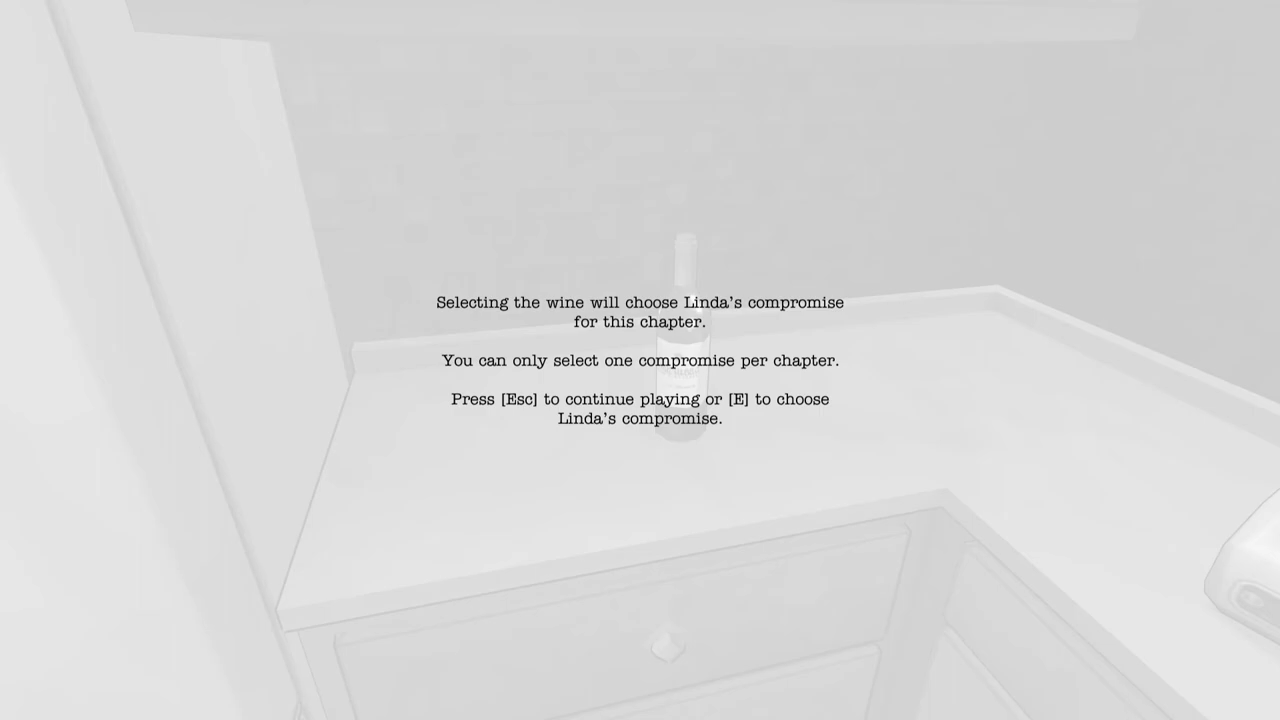 Selecting the wine will choose Linda's compromise
for this chapter.
You can only select one compromise per chapter.
Press [Esc] to continue playing or [E] to choose
Linda's compromise.